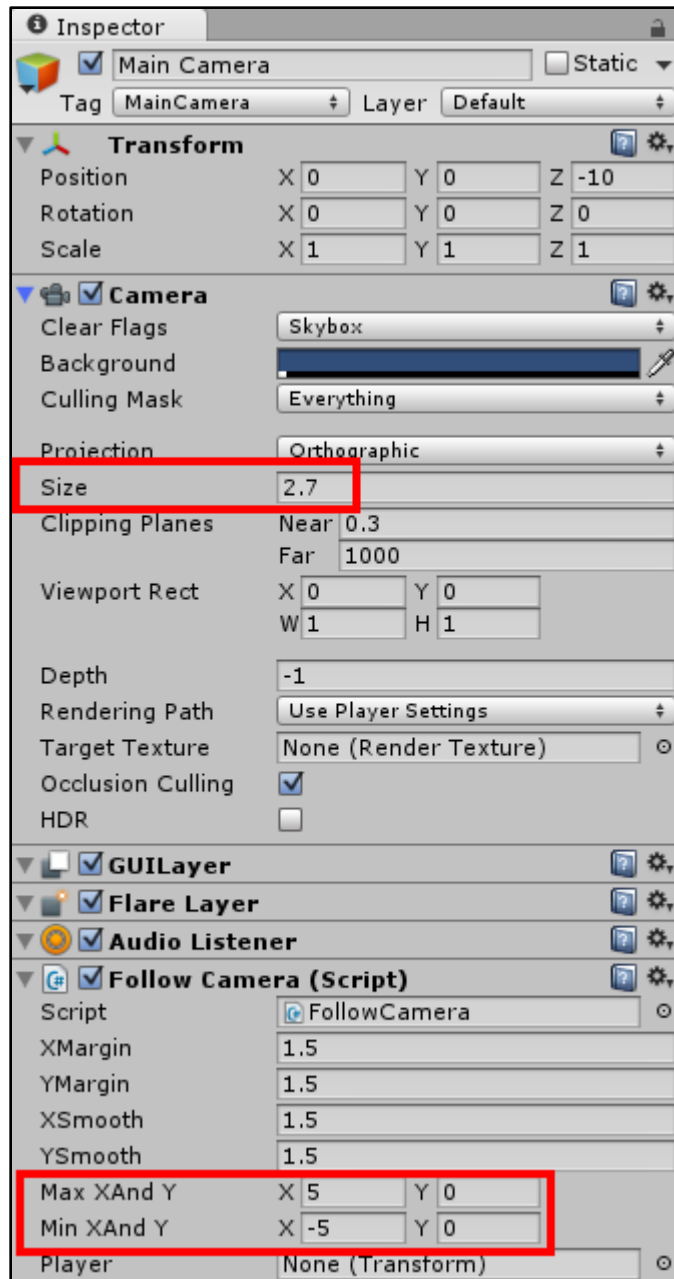 Inspector
Main Camera Static
Tag MainCamera Layer Default
Transform
Position X 0 Y 0 Z -10
Rotation X 0 Y 0 Z 0
Scale X 1 Y 1 Z 1
Camera
Clear Flags Skybox
Background
Culling Mask Everything
Projection Orthographic
Size 2.7
Clipping Planes Near 0.3
Far 1000
Viewport Rect X 0 Y 0
W 1 H 1
Depth -1
Rendering Path Use Player Settings
Target Texture None (Render Texture)
Occlusion Culling
HDR
GUILayer
Flare Layer
Audio Listener
Follow Camera (Script)
Script FollowCamera
XMargin 1.5
YMargin 1.5
XSmooth 1.5
YSmooth 1.5
Max XAnd Y X 5 Y 0
Min XAnd Y X -5 Y 0
Player None (Transform)